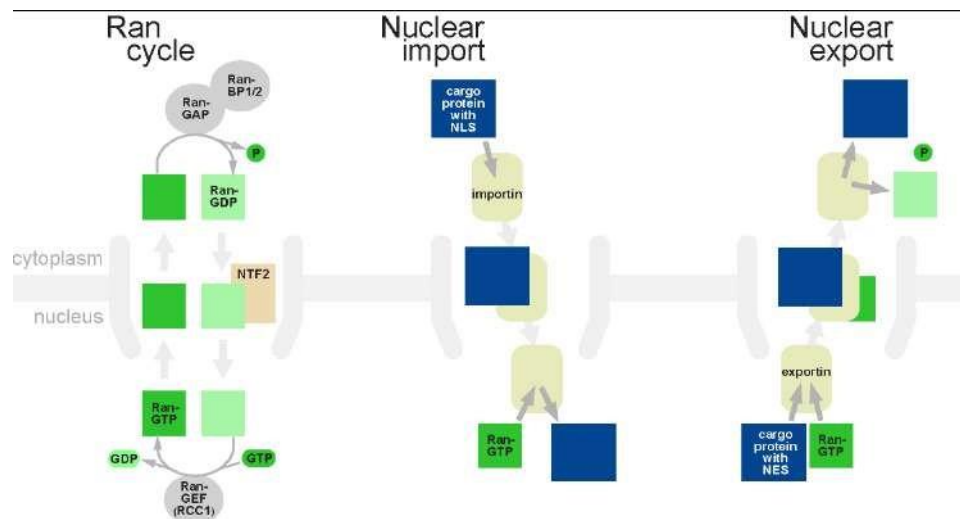 Ran
cycle
Ran-
BP1/2
Ran-
GAP
P
Ran-
GDP
NTF2
Ran-
GTP
GDP
GTP
Ran-
GEF
(RCC1)
cytoplasm
nucleus
Nuclear
import
cargo
protein
with
NLS
importin
Ran-
GTP
Nuclear
export
P
exportin
cargo
protein
with
NES
Ran-
GTP